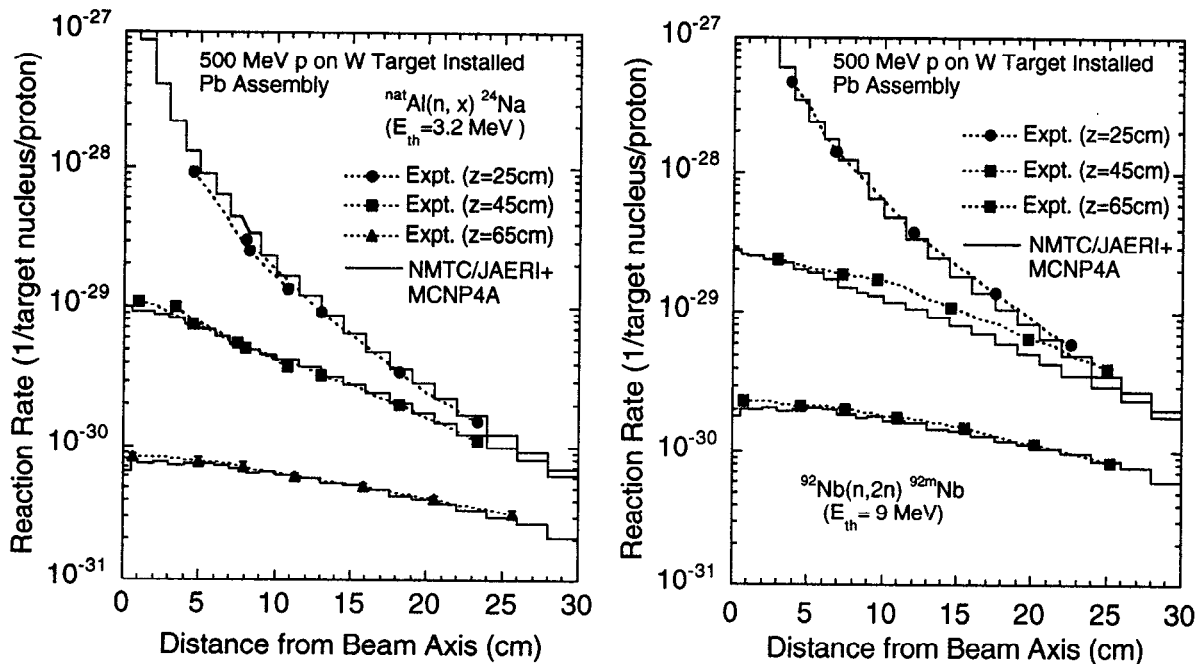 500 MeV p on W Target Installed
Pb Assembly
natAl(n, x) 24Na
(Eth=3.2 MeV )
Expt. (z=25cm)
Expt. (z=45cm)
Expt. (z=65cm)
NMTC/JAERI+
MCNP4A
Reaction Rate (1/target nucleus/proton)
10-27
10-28
10-29
10-30
10-31
0 5 10 15 20 25 30
Distance from Beam Axis (cm)
500 MeV p on W Target Installed
Pb Assembly
Expt. (z=25cm)
Expt. (z=45cm)
Expt. (z=65cm)
NMTC/JAERI+
MCNP4A
92Nb(n,2n) 92mNb
(Eth= 9 MeV)
Reaction Rate (1/target nucleus/proton)
10-27
10-28
10-29
10-30
10-31
0 5 10 15 20 25 30
Distance from Beam Axis (cm)